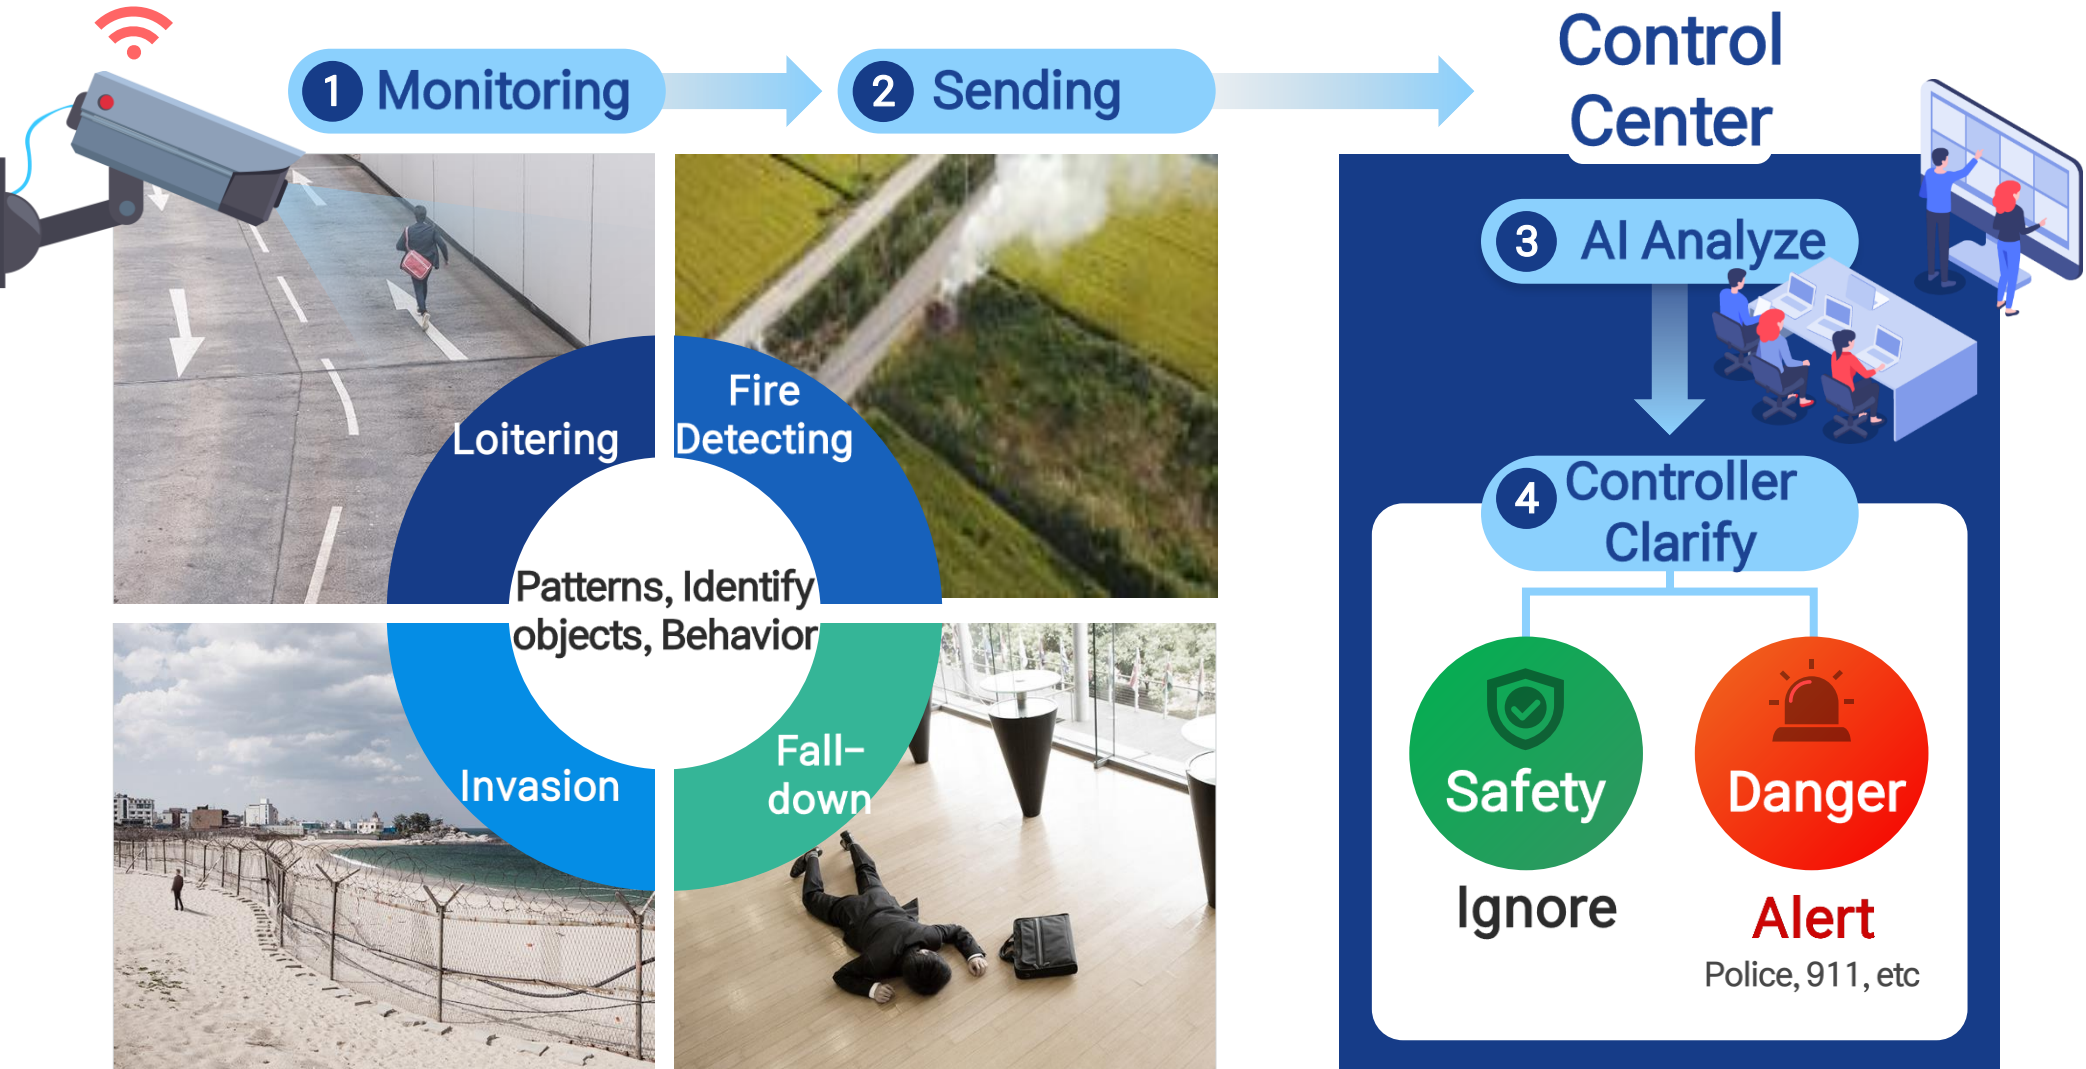 1 Monitoring
2 Sending
Control
Center
Loitering
Fire
Detecting
Patterns, Identify
objects, Behavior
Invasion
Fall-
down
3 AI Analyze
4 Controller
Clarify
Safety
Danger
Ignore
Alert
Police, 911, etc